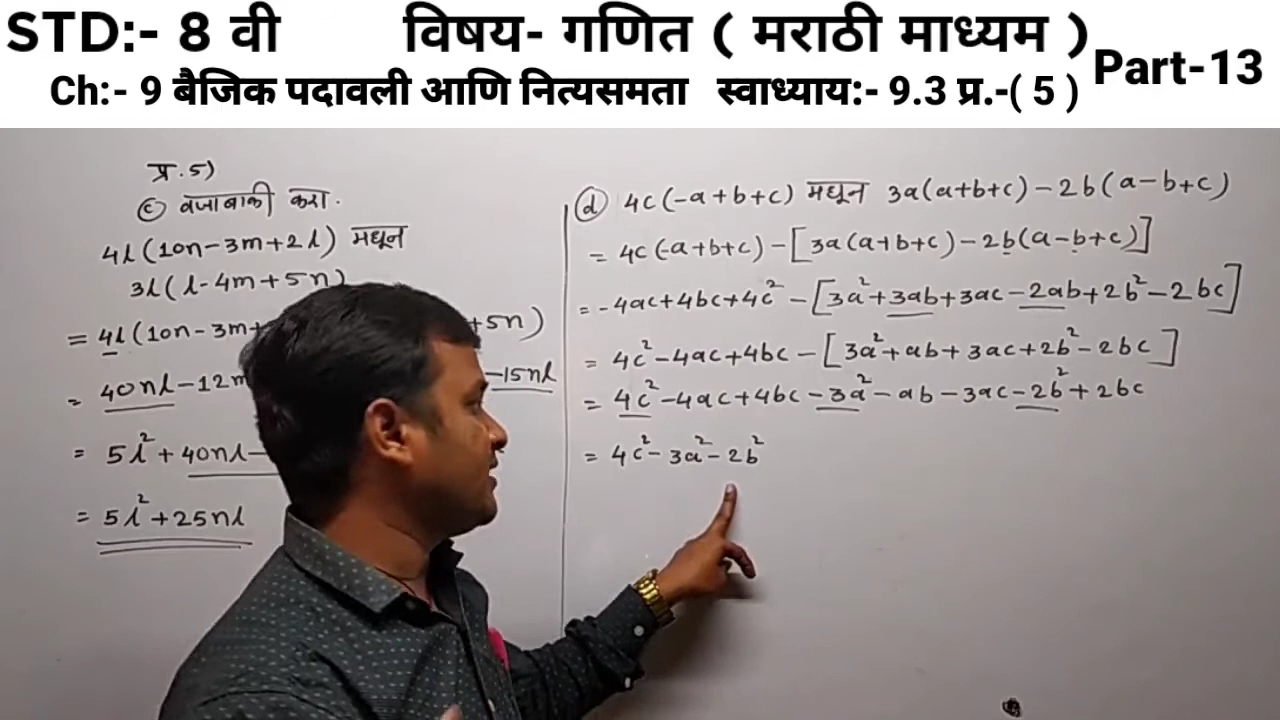 STD:- 8 वी विषय- गणित ( मराठी माध्यम )
Ch:- 9 बैजिक पदावली आणि नित्यसमता स्वाध्याय:- 9.3 प्र.-( 5 )
Part-13
प्र. 5)
ⓒ वजाबाकी करा.
4l(10n-3m+2l) मधून
3l(l-4m+5n)
= 4l(10n-3m+ +5n)
= 40nl-12m -15nl
= 5l²+40nl-
= 5l²+25nl
ⓓ 4c(-a+b+c) मधून 3a(a+b+c)-2b(a-b+c)
= 4c(-a+b+c)-[3a(a+b+c)-2b(a-b+c)]
= -4ac+4bc+4c²-[3a²+3ab+3ac-2ab+2b²-2bc]
= 4c²-4ac+4bc-[3a²+ab+3ac+2b²-2bc]
= 4c²-4ac+4bc-3a²-ab-3ac-2b²+2bc
= 4c²-3a²-2b²